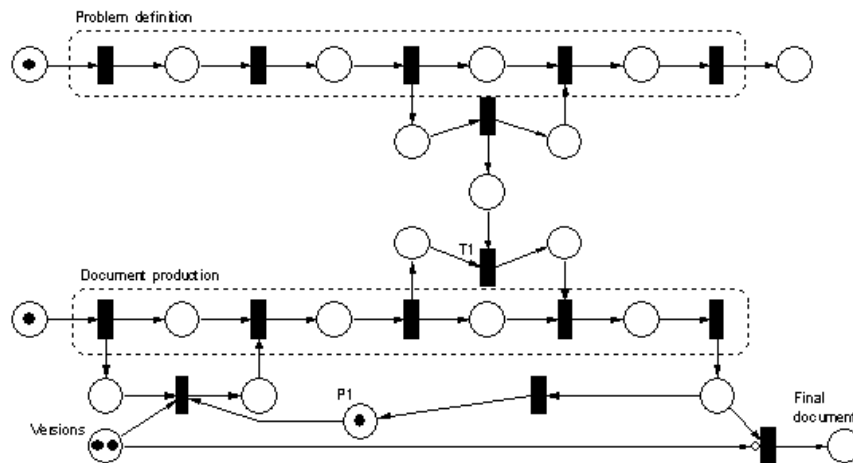 Problem definition
T1
Document production
P1
Final
document
Versions